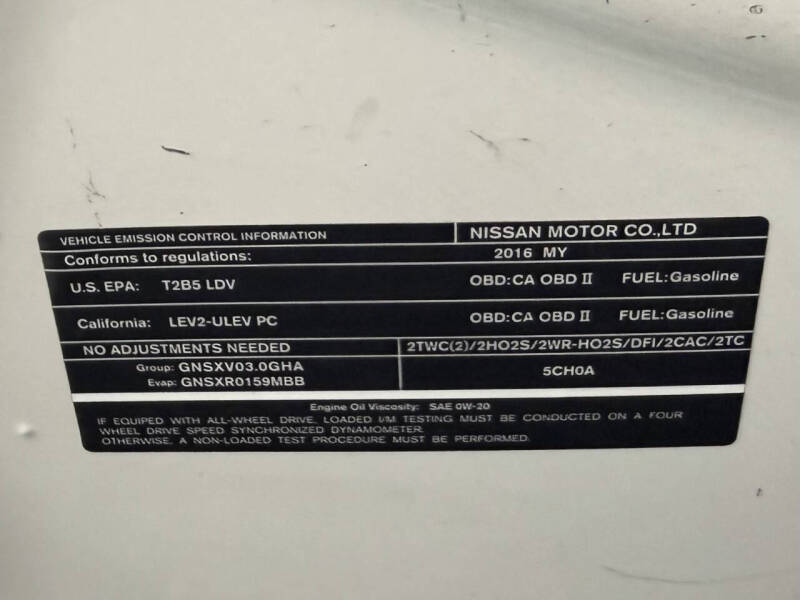 VEHICLE EMISSION CONTROL INFORMATION NISSAN MOTOR CO.,LTD
Conforms to regulations: 2016 MY
U.S. EPA: T2B5 LDV OBD:CA OBD II FUEL:Gasoline
California: LEV2-ULEV PC OBD:CA OBD II FUEL:Gasoline
NO ADJUSTMENTS NEEDED 2TWC(2)/2HO2S/2WR-HO2S/DFI/2CAC/2TC
Group: GNSXV03.0GHA
Evap: GNSXR0159MBB
5CH0A
Engine Oil Viscosity: SAE 0W-20
IF EQUIPED WITH ALL-WHEEL DRIVE, LOADED I/M TESTING MUST BE CONDUCTED ON A FOUR
WHEEL DRIVE SPEED SYNCHRONIZED DYNAMOMETER.
OTHERWISE, A NON-LOADED TEST PROCEDURE MUST BE PERFORMED.